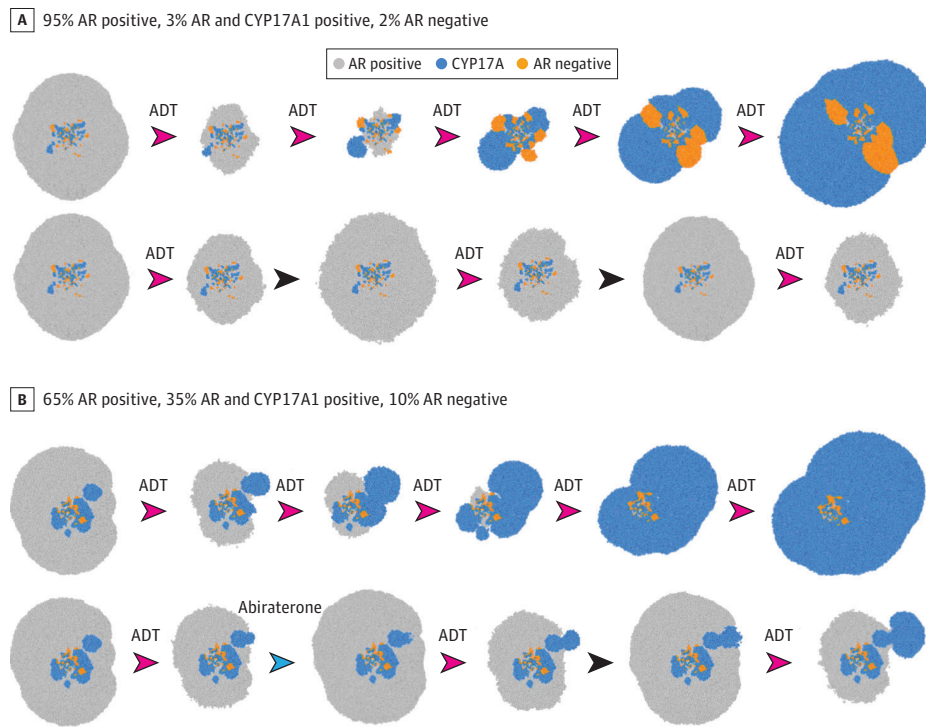 A 95% AR positive, 3% AR and CYP17A1 positive, 2% AR negative
AR positive CYP17A AR negative
ADT ADT ADT ADT ADT
ADT ADT ADT
B 65% AR positive, 35% AR and CYP17A1 positive, 10% AR negative
ADT ADT ADT ADT ADT
Abiraterone
ADT ADT ADT